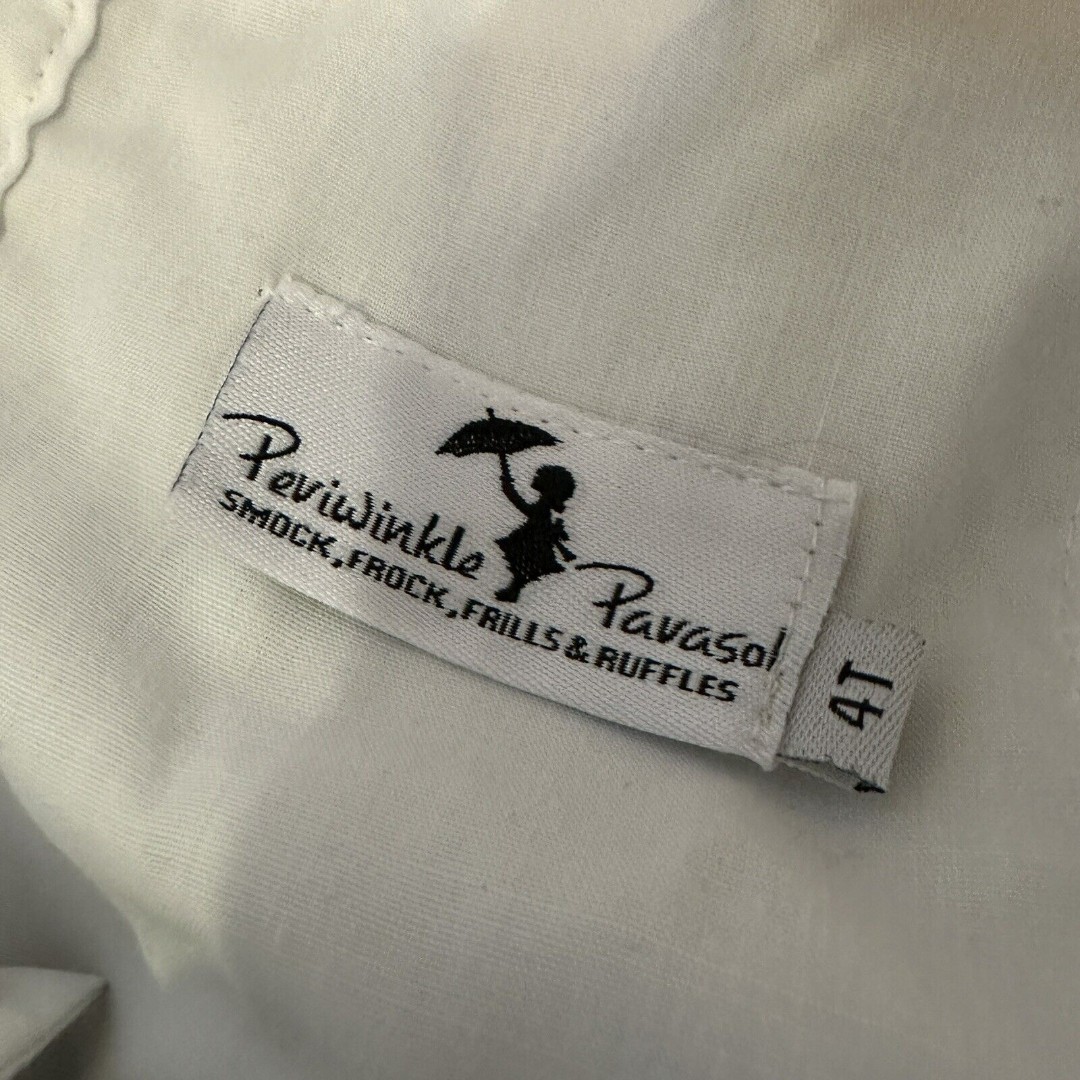 Periwinkle Parasol
SMOCK, FROCK, FRILLS & RUFFLES
4T